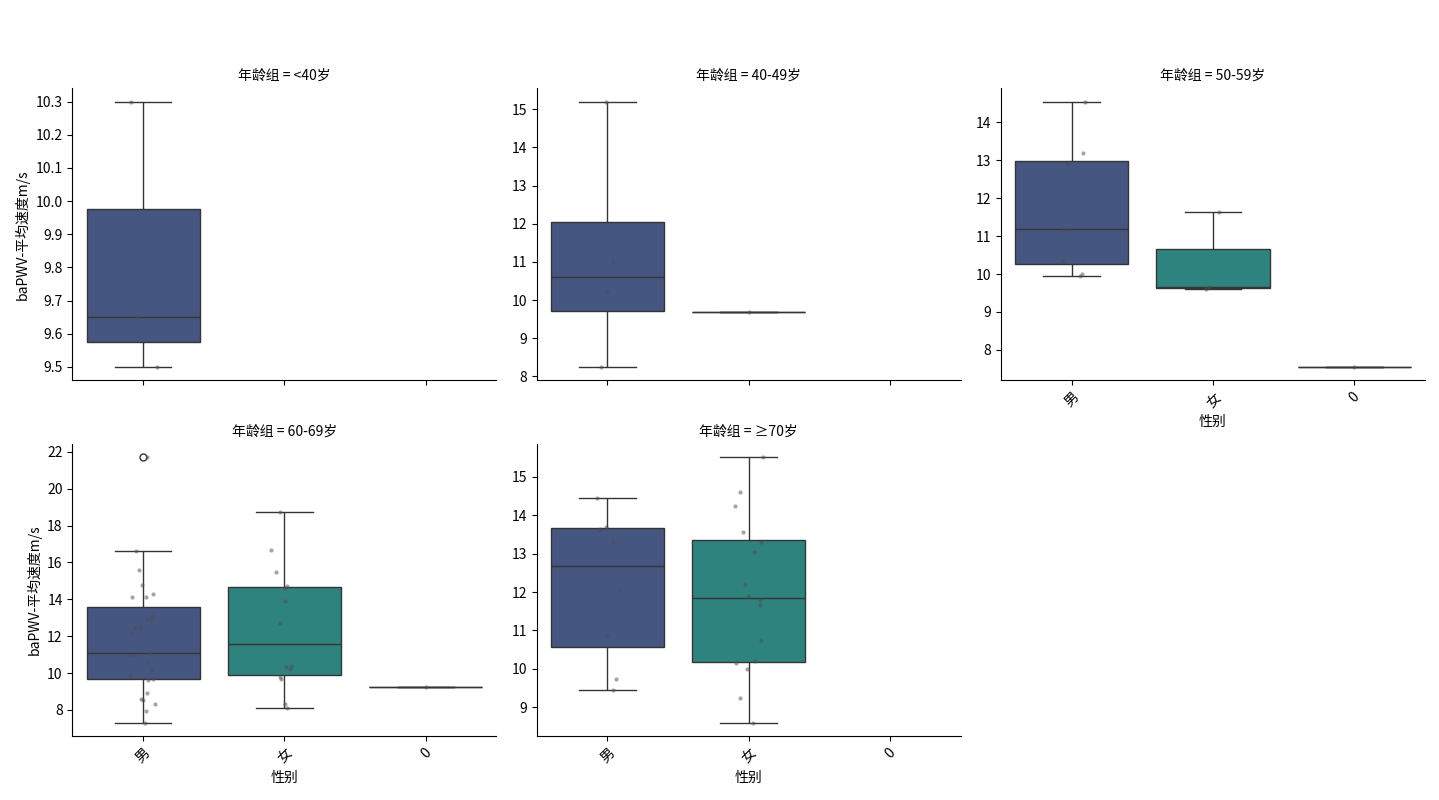 年龄组 = <40岁
baPWV-平均速度m/s
10.3
10.2
10.1
10.0
9.9
9.8
9.7
9.6
9.5
年龄组 = 40-49岁
15
14
13
12
11
10
9
8
年龄组 = 50-59岁
14
13
12
11
10
9
8
男
女
0
性别
年龄组 = 60-69岁
baPWV-平均速度m/s
22
20
18
16
14
12
10
8
男
女
0
性别
年龄组 = ≥70岁
15
14
13
12
11
10
9
男
女
0
性别